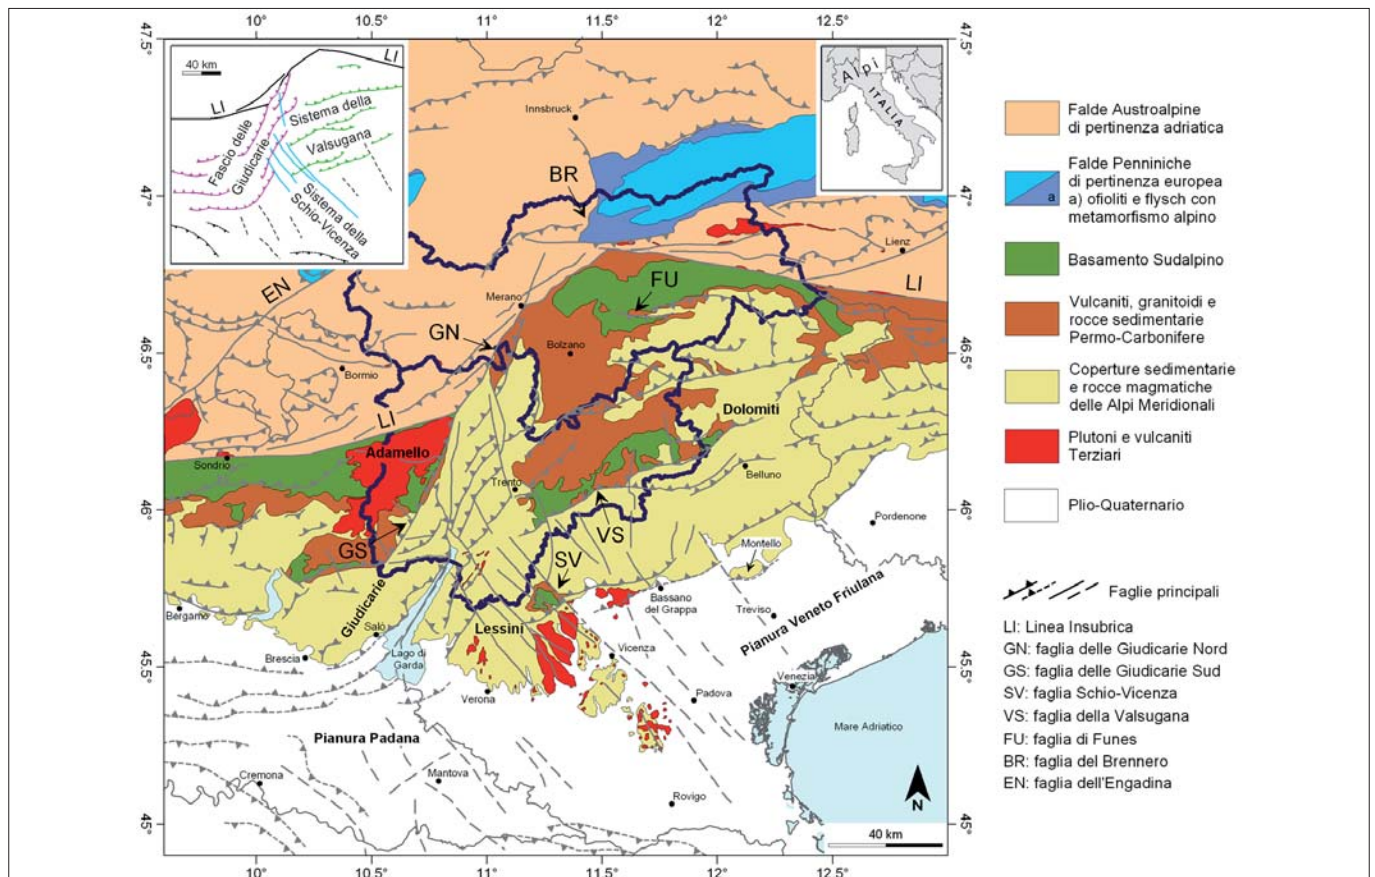 10°
10.5°
11°
11.5°
12°
12.5°
47.5°
47.5°
40 km
LI
LI
Sistema della
Valsugana
Fascio delle
Giudicarie
Sistema della
Schio-Vicenza
Alpi
ITALIA
Innsbruck
BR
47°
47°
Lienz
EN
FU
LI
Merano
GN
Bolzano
46.5°
46.5°
Bormio
LI
Dolomiti
Adamello
Sondrio
Trento
Belluno
46°
46°
Pordenone
GS
VS
SV
Montello
Giudicarie
Bassano
del Grappa
Treviso
Bergamo
Pianura Veneto Friulana
Salò
Lessini
Lago di
Garda
Vicenza
Brescia
45.5°
45.5°
Venezia
Verona
Padova
Mare Adriatico
Pianura Padana
Cremona
Mantova
Rovigo
N
45°
45°
40 km
10°
10.5°
11°
11.5°
12°
12.5°
Falde Austroalpine
di pertinenza adriatica
Falde Penniniche
di pertinenza europea
a) ofioliti e flysch con
metamorfismo alpino
a
Basamento Sudalpino
Vulcaniti, granitoidi e
rocce sedimentarie
Permo-Carbonifere
Coperture sedimentarie
e rocce magmatiche
delle Alpi Meridionali
Plutoni e vulcaniti
Terziari
Plio-Quaternario
Faglie principali
LI: Linea Insubrica
GN: faglia delle Giudicarie Nord
GS: faglia delle Giudicarie Sud
SV: faglia Schio-Vicenza
VS: faglia della Valsugana
FU: faglia di Funes
BR: faglia del Brennero
EN: faglia dell'Engadina